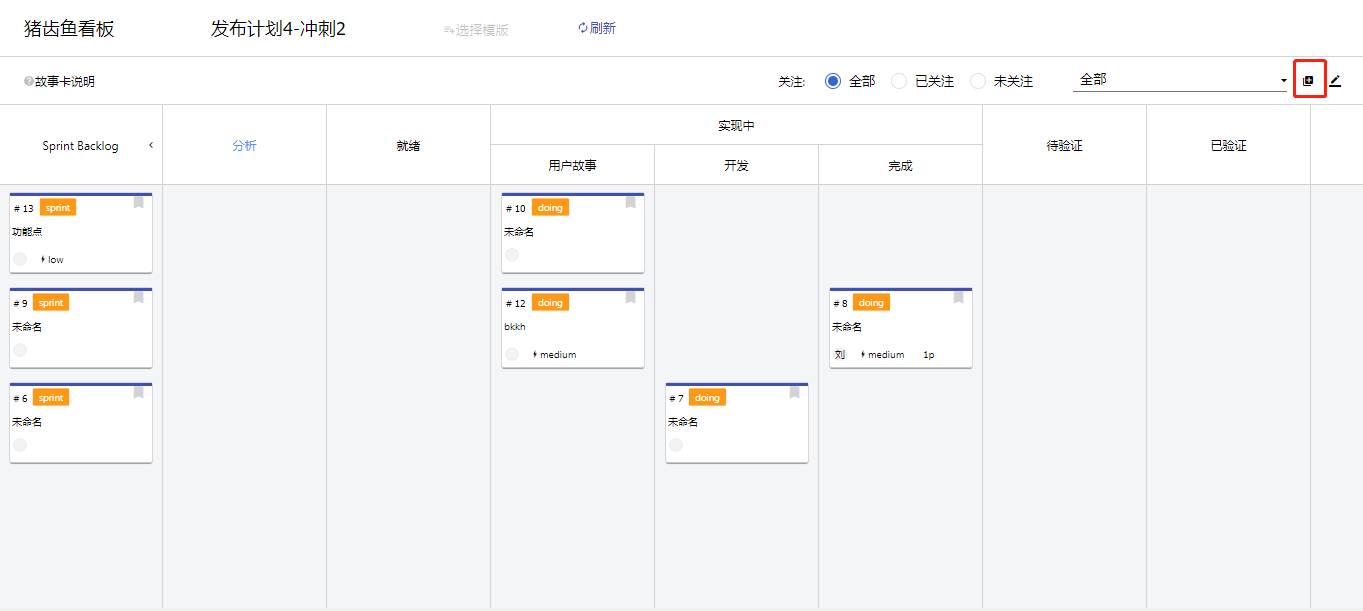 猪齿鱼看板 发布计划4-冲刺2 选择模版 刷新
故事卡说明 关注: 全部 已关注 未关注 全部
实现中
Sprint Backlog 分析 就绪 待验证 已验证
用户故事 开发 完成
# 13 sprint # 10 doing
功能点 未命名
low
# 9 sprint # 12 doing # 8 doing
未命名 bkkh 未命名
medium 刘 medium 1p
# 6 sprint # 7 doing
未命名 未命名